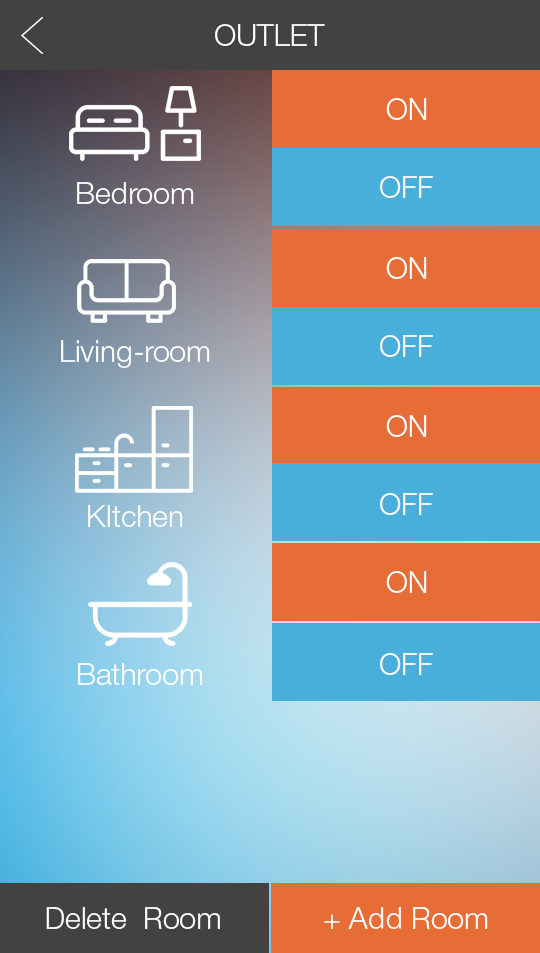 OUTLET
Bedroom
ON
OFF
Living-room
ON
OFF
KItchen
ON
OFF
Bathroom
ON
OFF
Delete Room
+ Add Room